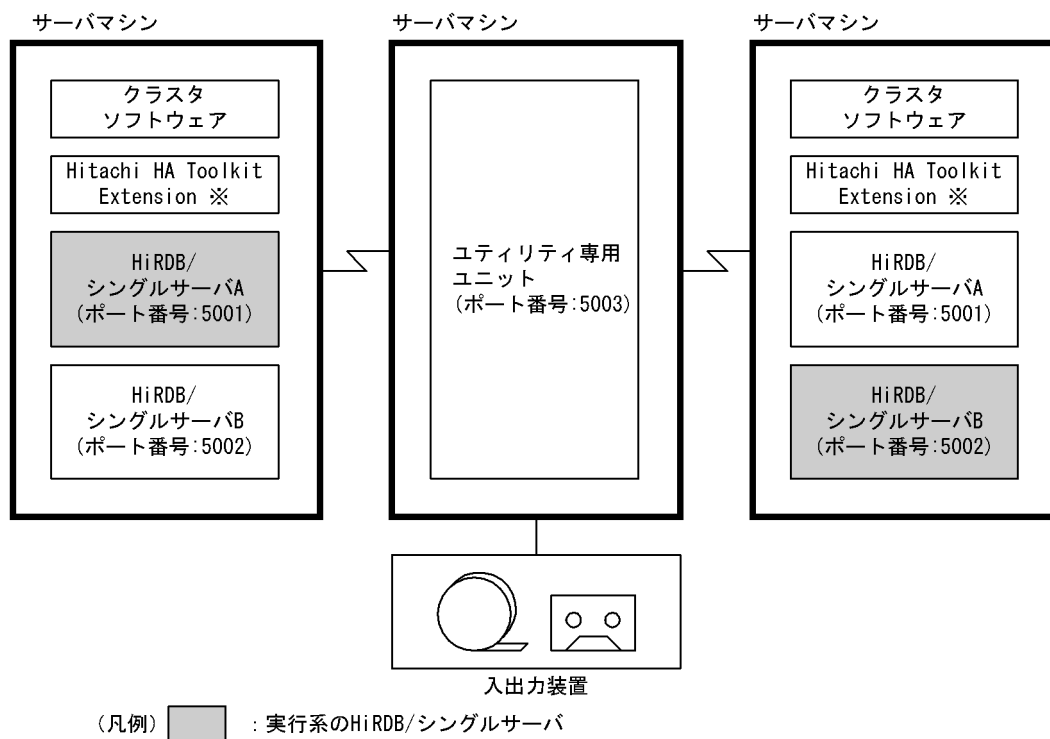 サーバマシン
クラスタ
ソフトウェア
Hitachi HA Toolkit
Extension ※
HiRDB/
シングルサーバA
(ポート番号:5001)
HiRDB/
シングルサーバB
(ポート番号:5002)
サーバマシン
ユティリティ専用
ユニット
(ポート番号:5003)
サーバマシン
クラスタ
ソフトウェア
Hitachi HA Toolkit
Extension ※
HiRDB/
シングルサーバA
(ポート番号:5001)
HiRDB/
シングルサーバB
(ポート番号:5002)
入出力装置
(凡例) :実行系のHiRDB/シングルサーバ